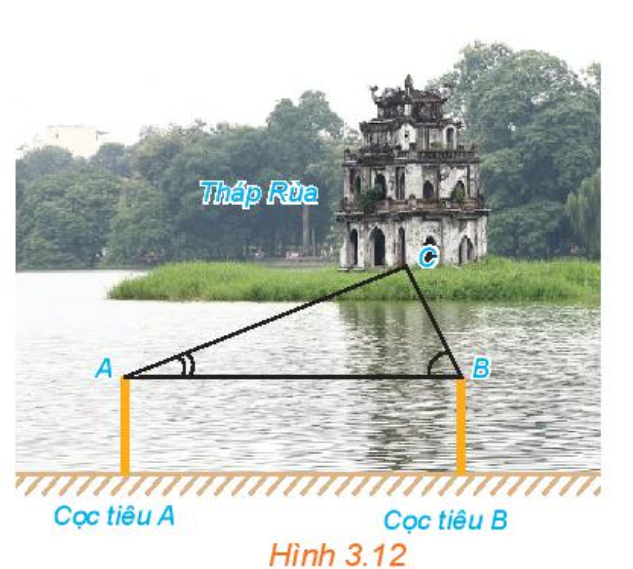 Tháp Rùa
C
A
B
Cọc tiêu A
Cọc tiêu B
Hình 3.12